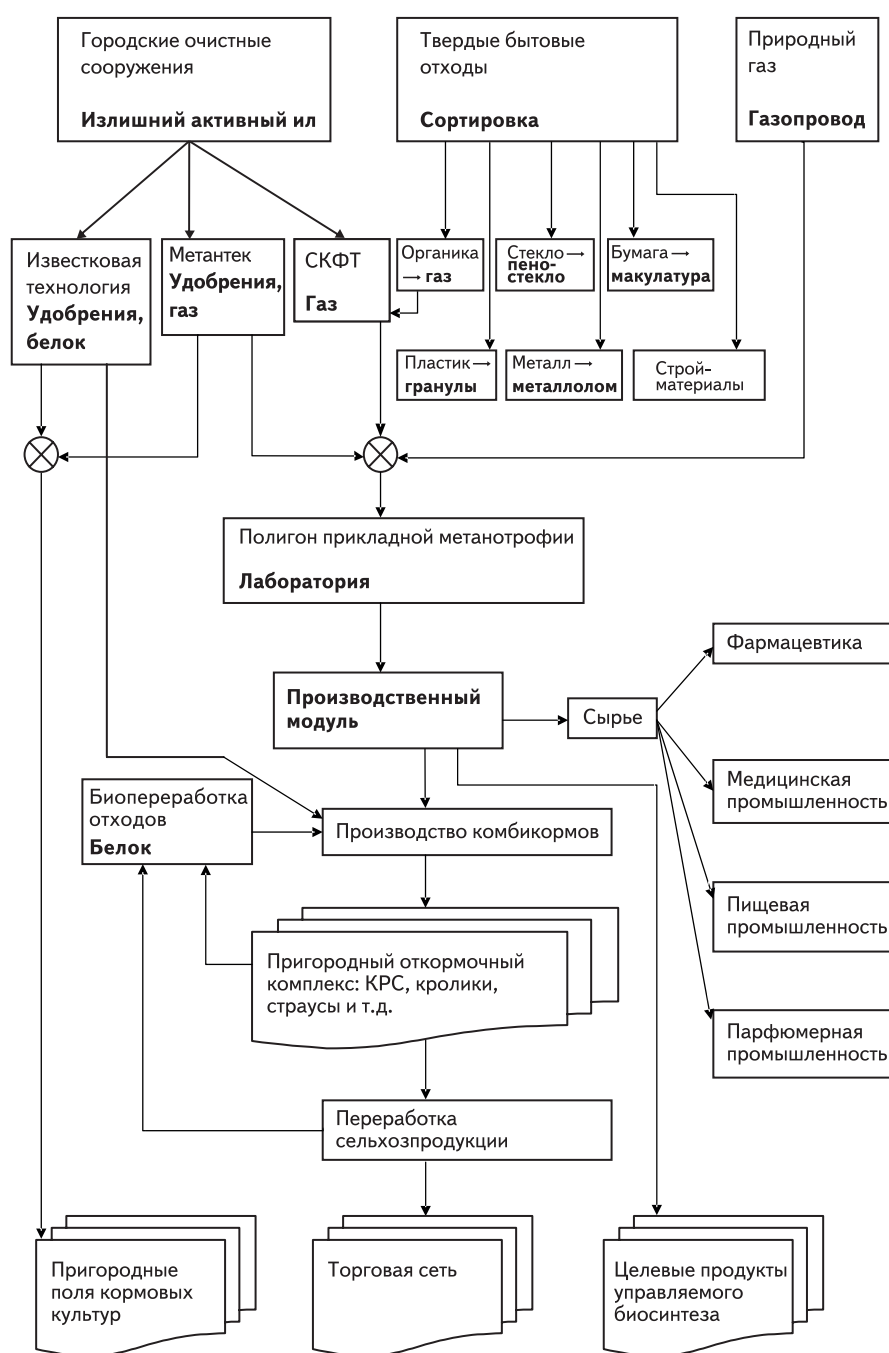 Городские очистные
сооружения
Излишний активный ил
Твердые бытовые
отходы
Сортировка
Природный
газ
Газопровод
Известковая
технология
Удобрения,
белок
Метантек
Удобрения,
газ
СКФТ
Газ
Органика
→ газ
Стекло→
пено-
стекло
Бумага→
макулатура
Пластик→
гранулы
Металл→
металлолом
Строй-
материалы
Полигон прикладной метанотрофии
Лаборатория
Производственный
модуль
Сырье
Фармацевтика
Медицинская
промышленность
Пищевая
промышленность
Парфюмерная
промышленность
Биопереработка
отходов
Белок
Производство комбикормов
Пригородный откормочный
комплекс: КРС, кролики,
страусы и т.д.
Переработка
сельхозпродукции
Пригородные
поля кормовых
культур
Торговая сеть
Целевые продукты
управляемого
биосинтеза